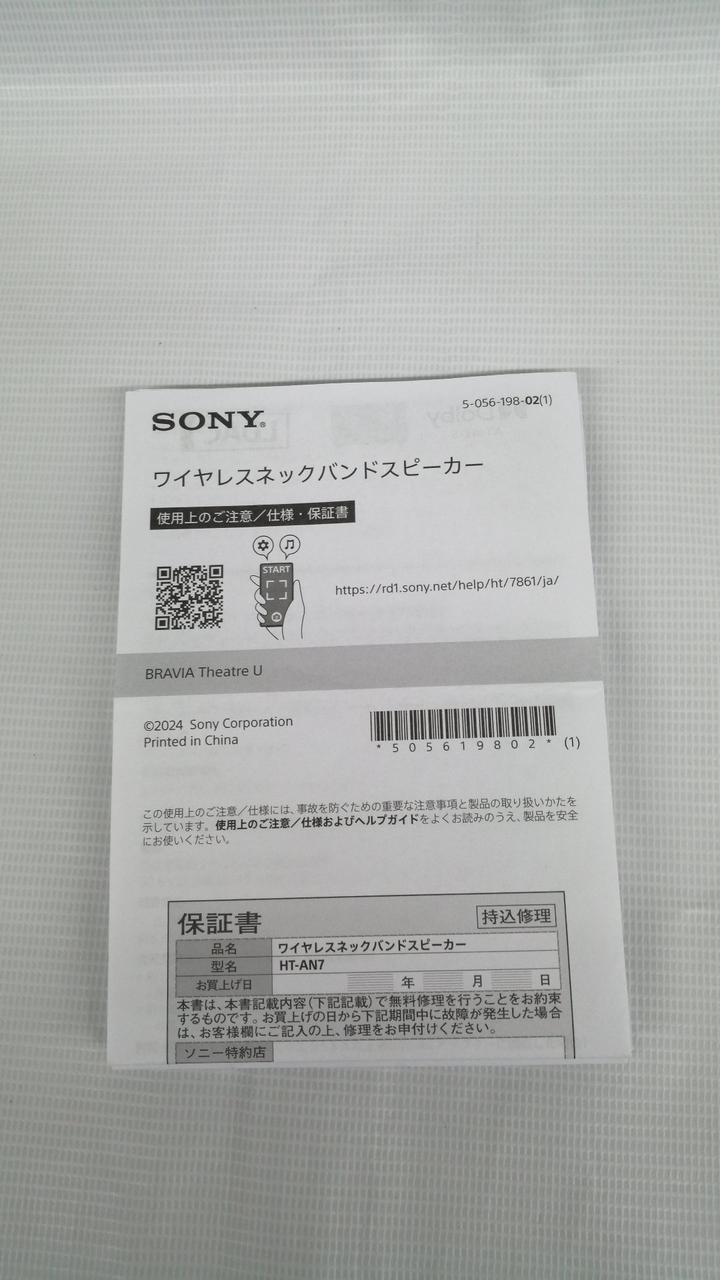 SONY®
5-056-198-02(1)
ワイヤレスネックバンドスピーカー
使用上のご注意／仕様・保証書
START
https://rd1.sony.net/help/ht/7861/ja/
BRAVIA Theatre U
©2024 Sony Corporation
Printed in China
*505619802* (1)
この使用上のご注意／仕様には、事故を防ぐための重要な注意事項と製品の取り扱いかたを
示しています。使用上のご注意／仕様およびヘルプガイドをよくお読みのうえ、製品を安全
にお使いください。
保証書 持込修理
品名 ワイヤレスネックバンドスピーカー
型名 HT-AN7
お買上げ日 年 月 日
本書は、本書記載内容（下記記載）で無料修理を行うことをお約束
するものです。お買上げの日から下記期間中に故障が発生した場合
は、お客様欄にご記入の上、修理をお申付けください。
ソニー特約店